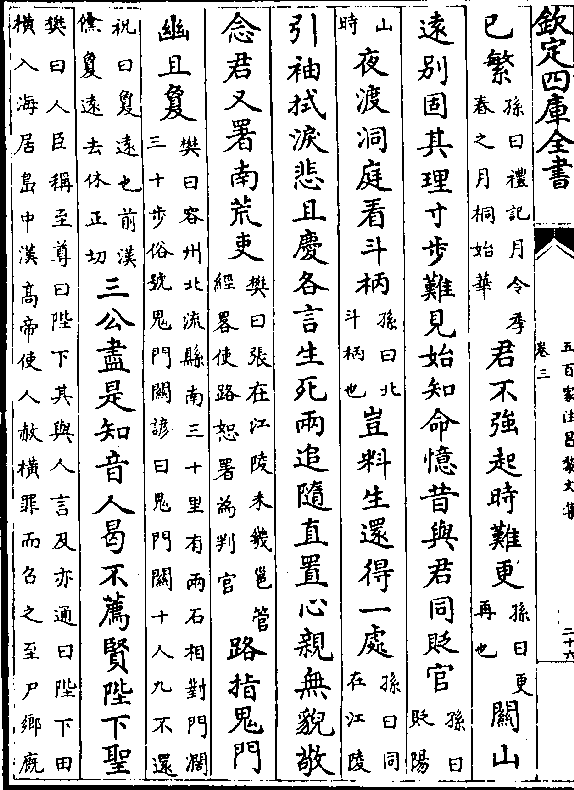 欽定四庫全書
五百家注昌黎文集
卷三
二十六
已繁孫曰禮記月令季春之月桐始華君不強起時難更孫曰更再也關山
遠別固其理寸步難見始知命憶昔與君同貶官孫曰貶陽
山時夜渡洞庭看斗柄孫曰北斗柄也豈料生還得一處孫曰同在江陵
引袖拭淚悲且慶各言生死兩追隨直置心親無貌敬
念君又署南荒吏樊曰張在江陵未幾邕管經畧使路恕署為判官路指鬼門
幽且夐樊曰容州北流縣南三十里有兩石相對門濶三十步俗號鬼門關諺曰鬼門關十人九不還
祝曰夐遠也前漢儵夐遠去休正切三公盡是知音人曷不薦賢陛下聖
樊曰人臣稱至尊曰陛下其與人言及亦通曰陛下田橫入海居島中漢高帝使人赦橫罪而召之至尸鄉廐